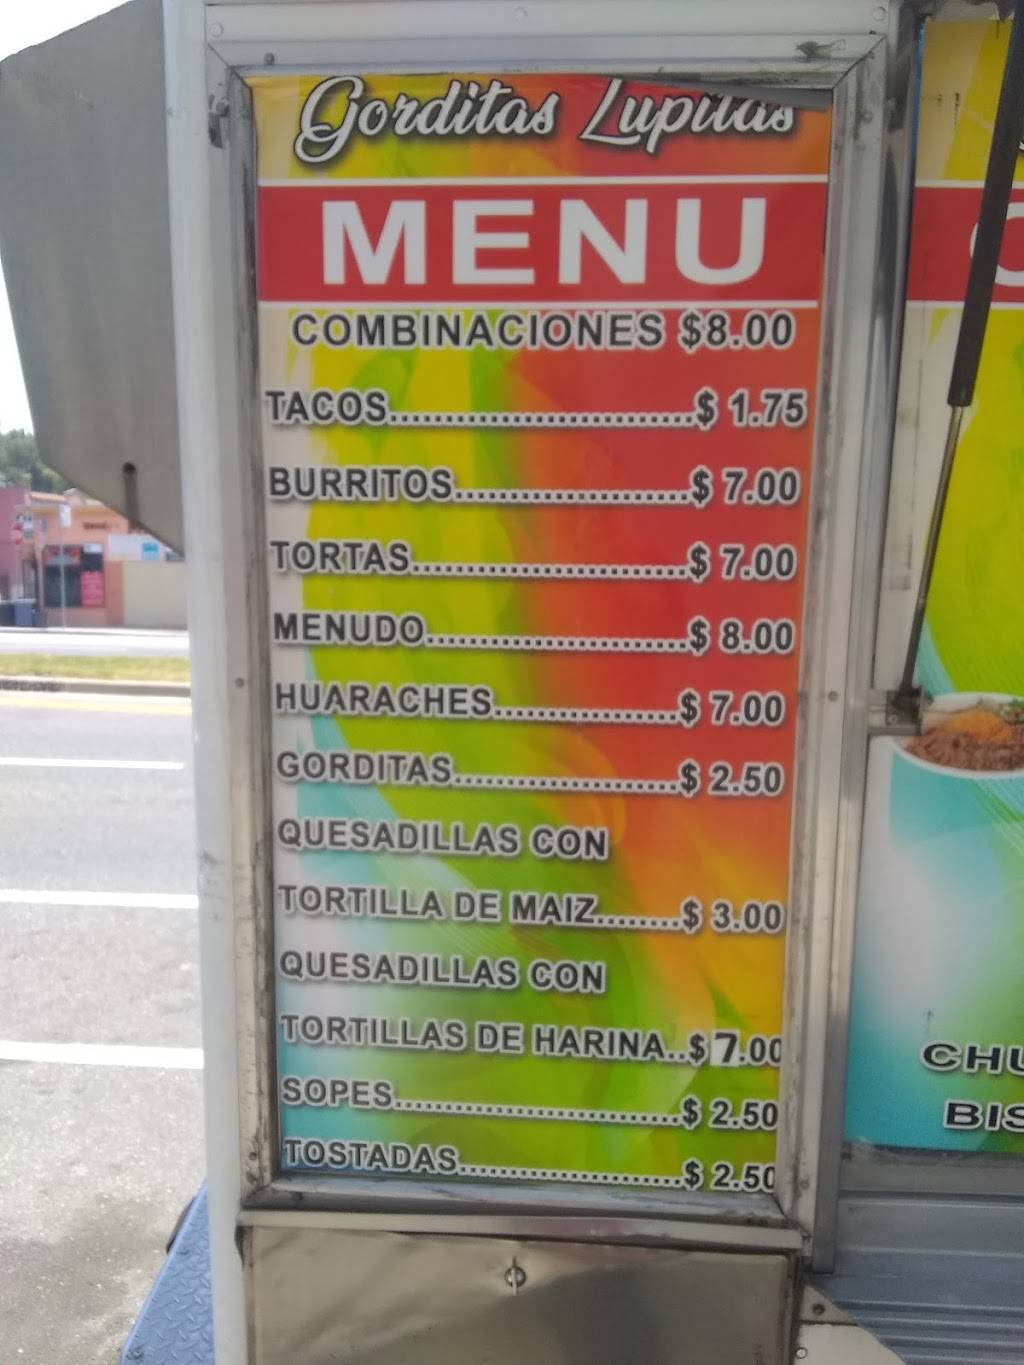 Gorditas Lupitas
MENU
COMBINACIONES $8.00
TACOS.............................$ 1.75
BURRITOS......................$ 7.00
TORTAS..........................$ 7.00
MENUDO.........................$ 8.00
HUARACHES.................$ 7.00
GORDITAS.....................$ 2.50
QUESADILLAS CON
TORTILLA DE MAIZ........$ 3.00
QUESADILLAS CON
TORTILLAS DE HARINA..$ 7.00
SOPES...........................$ 2.50
TOSTADAS.....................$ 2.50
CHU
BIS